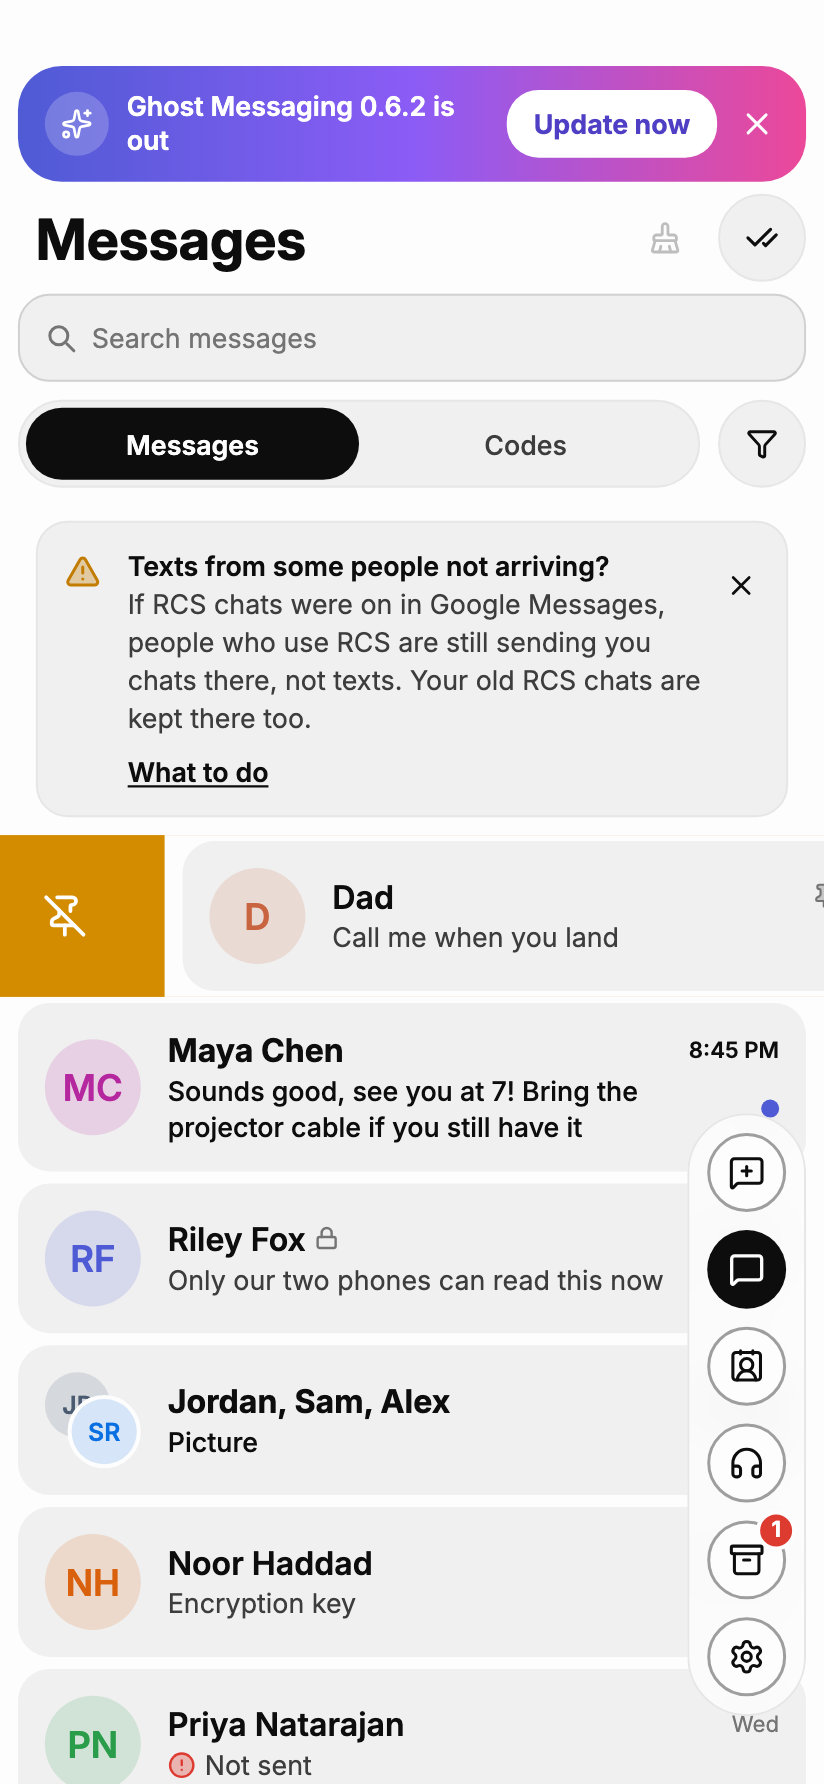 Ghost Messaging 0.6.2 is
out
Update now
Messages
Search messages
Messages
Codes
Texts from some people not arriving?
If RCS chats were on in Google Messages,
people who use RCS are still sending you
chats there, not texts. Your old RCS chats are
kept there too.
What to do
D
Dad
Call me when you land
MC
Maya Chen
8:45 PM
Sounds good, see you at 7! Bring the
projector cable if you still have it
RF
Riley Fox
Only our two phones can read this now
SR
Jordan, Sam, Alex
Picture
1
NH
Noor Haddad
Encryption key
PN
Priya Natarajan
Wed
Not sent